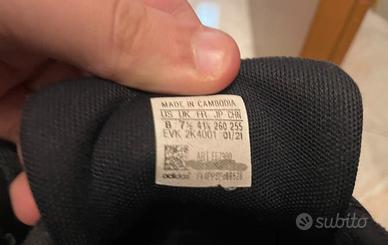 MADE IN CAMBODIA
US UK FR JP CHN
8 7½ 41⅓ 260 255
EVK 2K4001 01/21
adidas
subito